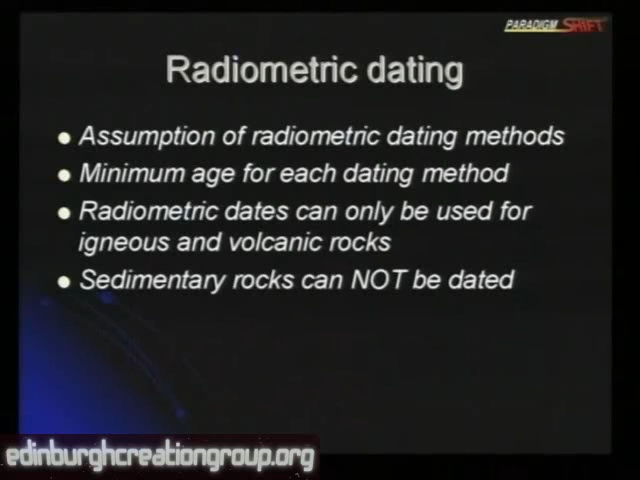 PARADIGM SHIFT
Radiometric dating
Assumption of radiometric dating methods
Minimum age for each dating method
Radiometric dates can only be used for
igneous and volcanic rocks
Sedimentary rocks can NOT be dated
edinburghcreationgroup.org